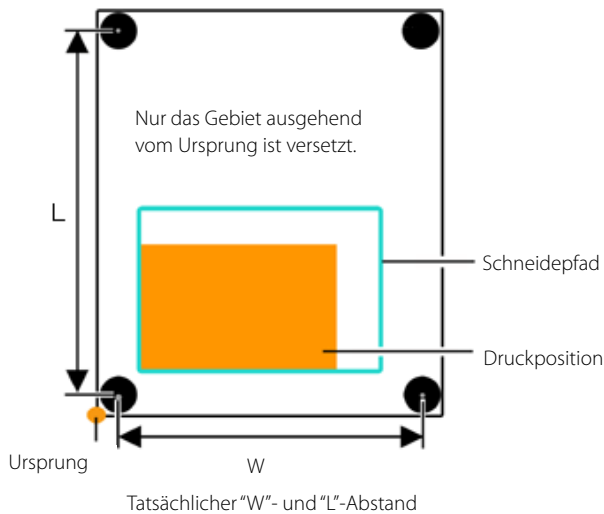 Nur das Gebiet ausgehend
vom Ursprung ist versetzt.
L
Schneidepfad
Druckposition
Ursprung
W
Tatsächlicher “W”- und “L”-Abstand